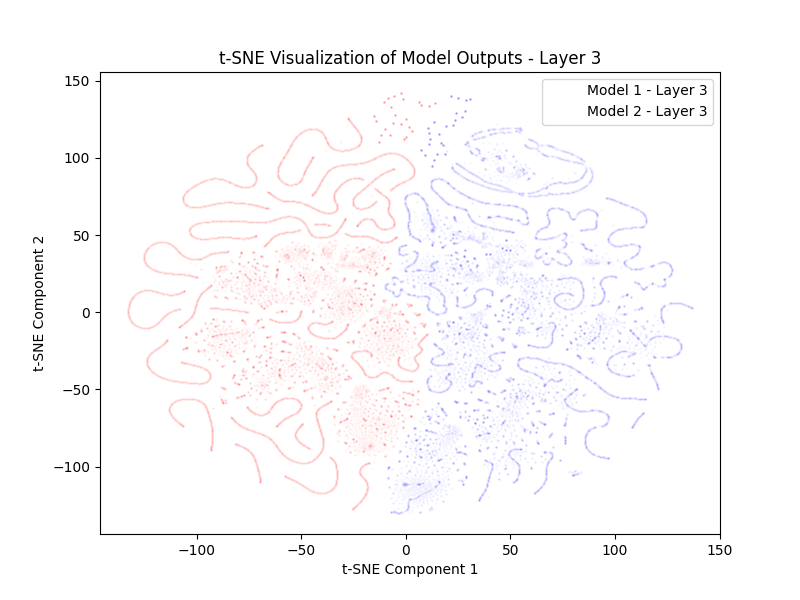 t-SNE Visualization of Model Outputs - Layer 3
Model 1 - Layer 3
Model 2 - Layer 3
150
100
50
0
−50
−100
t-SNE Component 2
−100
−50
0
50
100
150
t-SNE Component 1